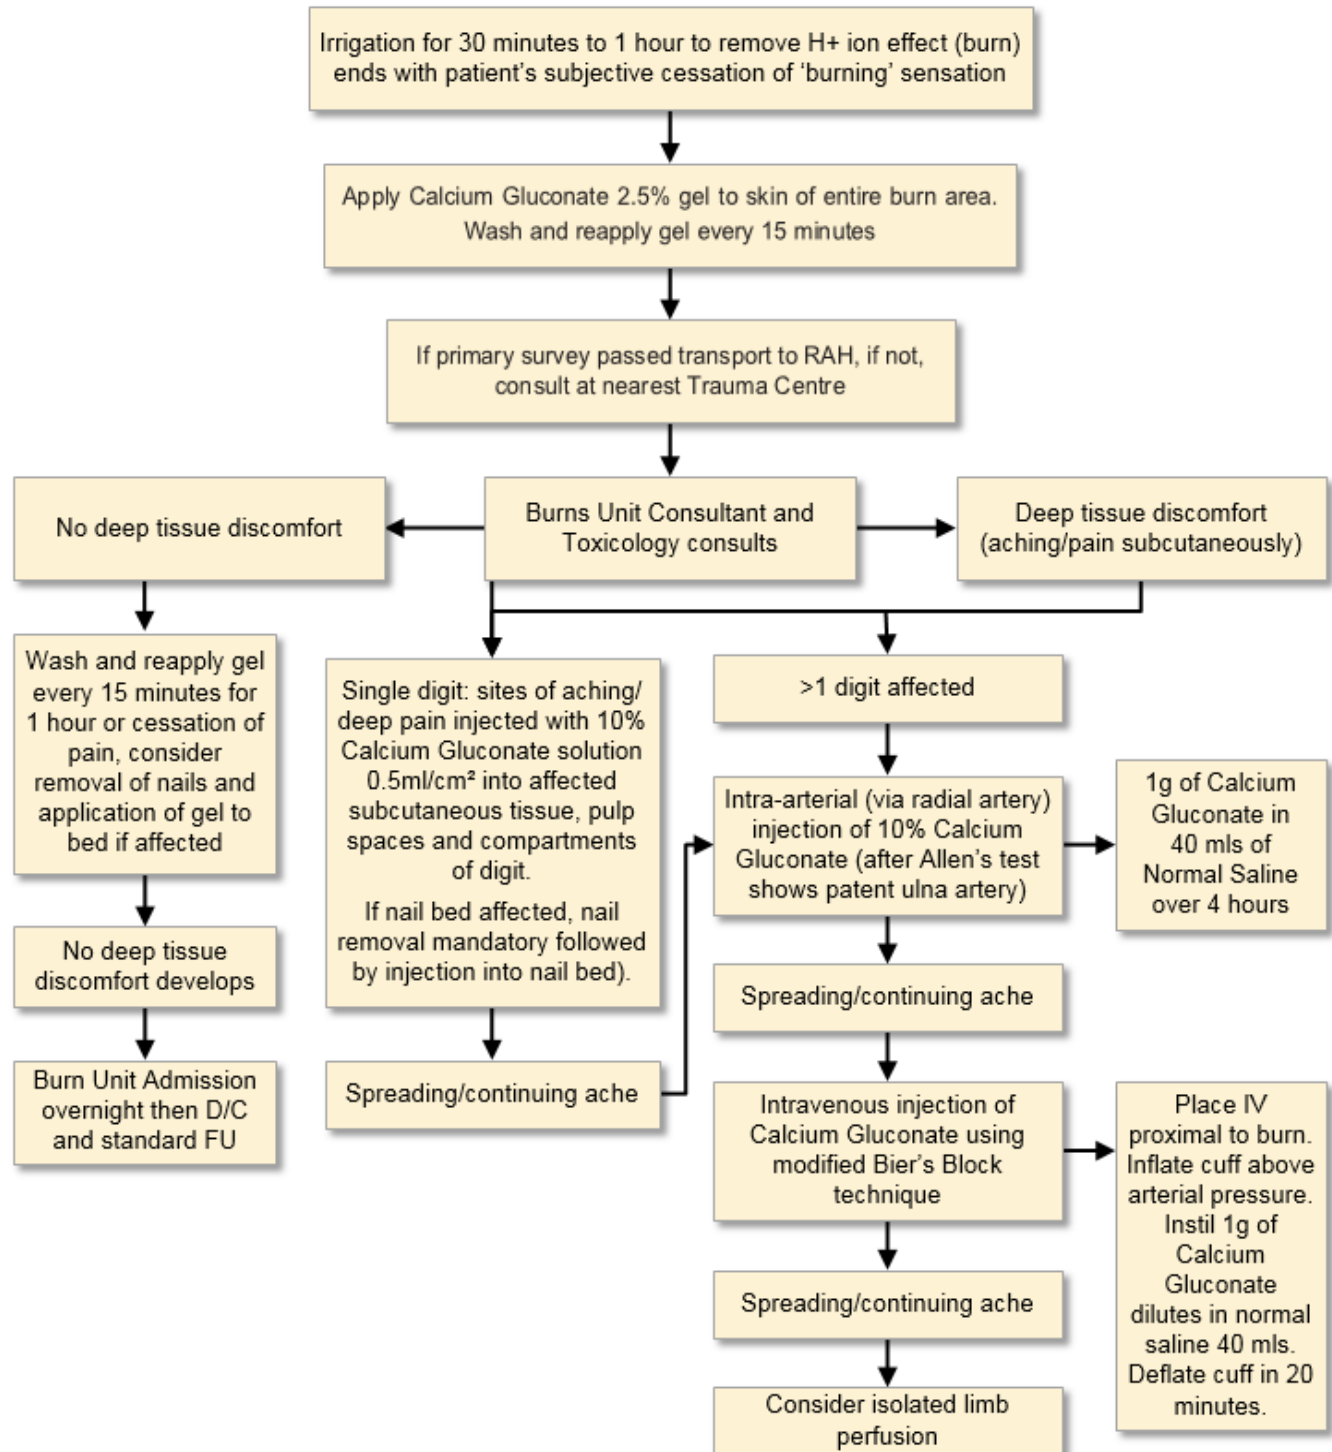 Irrigation for 30 minutes to 1 hour to remove H+ ion effect (burn)
ends with patient’s subjective cessation of ‘burning’ sensation
Apply Calcium Gluconate 2.5% gel to skin of entire burn area.
Wash and reapply gel every 15 minutes
If primary survey passed transport to RAH, if not,
consult at nearest Trauma Centre
No deep tissue discomfort
Burns Unit Consultant and
Toxicology consults
Deep tissue discomfort
(aching/pain subcutaneously)
Wash and reapply gel
every 15 minutes for
1 hour or cessation of
pain, consider
removal of nails and
application of gel to
bed if affected
No deep tissue
discomfort develops
Burn Unit Admission
overnight then D/C
and standard FU
Single digit: sites of aching/
deep pain injected with 10%
Calcium Gluconate solution
0.5ml/cm² into affected
subcutaneous tissue, pulp
spaces and compartments
of digit.
If nail bed affected, nail
removal mandatory followed
by injection into nail bed).
Spreading/continuing ache
>1 digit affected
Intra-arterial (via radial artery)
injection of 10% Calcium
Gluconate (after Allen’s test
shows patent ulna artery)
1g of Calcium
Gluconate in
40 mls of
Normal Saline
over 4 hours
Spreading/continuing ache
Intravenous injection of
Calcium Gluconate using
modified Bier’s Block
technique
Place IV
proximal to burn.
Inflate cuff above
arterial pressure.
Instil 1g of
Calcium
Gluconate
dilutes in normal
saline 40 mls.
Deflate cuff in 20
minutes.
Spreading/continuing ache
Consider isolated limb
perfusion